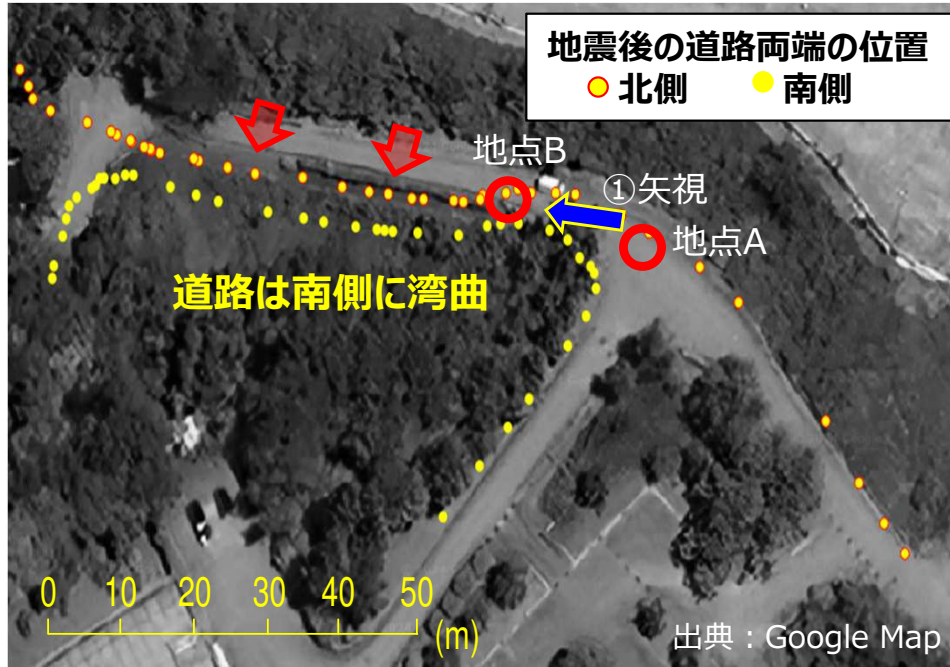 地震後の道路両端の位置
北側 南側
地点B
①矢視
地点A
道路は南側に湾曲
0 10 20 30 40 50
(m)
出典：Google Map